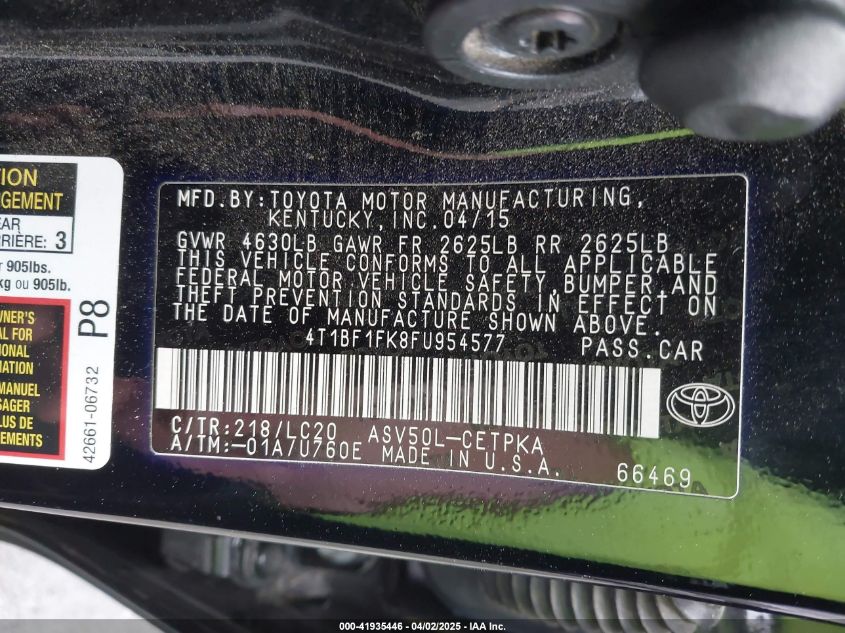 TION
GEMENT
EAR
RRIÈRE: 3
r 905lbs.
kg ou 905lb.
WNER'S
AL FOR
IONAL
MATION
MANUEL
SAGER
PLUS
EMENTS.
P8
42661-06732
MFD.BY:TOYOTA MOTOR MANUFACTURING,
KENTUCKY,INC.04/15
GVWR 4630LB GAWR FR 2625LB RR 2625LB
THIS VEHICLE CONFORMS TO ALL APPLICABLE
FEDERAL MOTOR VEHICLE SAFETY,BUMPER,AND
THEFT PREVENTION STANDARDS IN EFFECT ON
THE DATE OF MANUFACTURE SHOWN ABOVE.
4T1BF1FK8FU954577 PASS.CAR
C/TR:218/LC20 ASV50L-CETPKA
A/TM:-01A/U760E MADE IN U.S.A.
66469
000-41935446 - 04/02/2025 - IAA Inc.